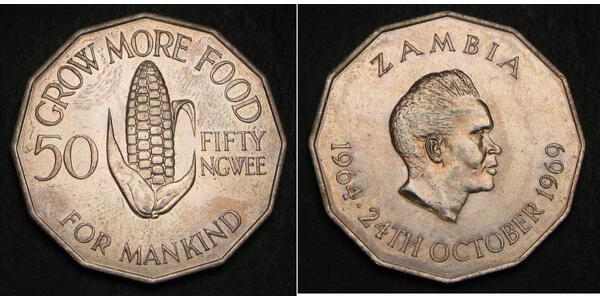 GROW MORE FOOD
50
FIFTY
NGWEE
FOR MANKIND
ZAMBIA
1964·24TH OCTOBER 1969